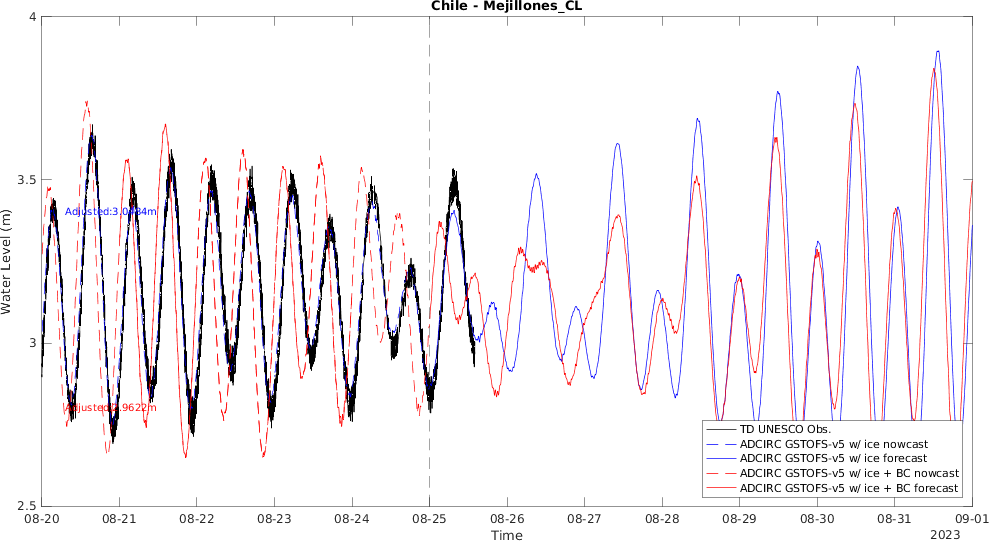 Chile - Mejillones_CL
4
3.5
3
2.5
Water Level (m)
Adjusted:3.0484m
Adjusted:2.9622m
TD UNESCO Obs.
ADCIRC GSTOFS-v5 w/ ice nowcast
ADCIRC GSTOFS-v5 w/ ice forecast
ADCIRC GSTOFS-v5 w/ ice + BC nowcast
ADCIRC GSTOFS-v5 w/ ice + BC forecast
08-20 08-21 08-22 08-23 08-24 08-25 08-26 08-27 08-28 08-29 08-30 08-31 09-01
Time
2023